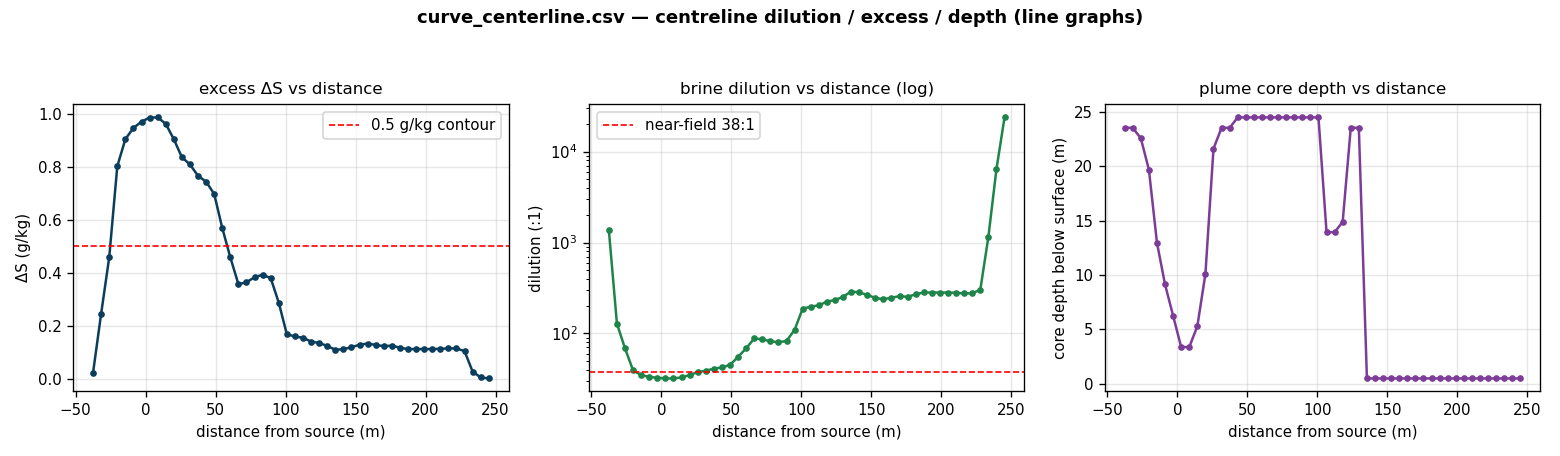 curve_centerline.csv — centreline dilution / excess / depth (line graphs)
excess ΔS vs distance
ΔS (g/kg)
1.0
0.8
0.6
0.4
0.2
0.0
0.5 g/kg contour
−50 0 50 100 150 200 250
distance from source (m)
brine dilution vs distance (log)
dilution (:1)
10⁴
10³
10²
near-field 38:1
−50 0 50 100 150 200 250
distance from source (m)
plume core depth vs distance
core depth below surface (m)
25
20
15
10
5
0
−50 0 50 100 150 200 250
distance from source (m)